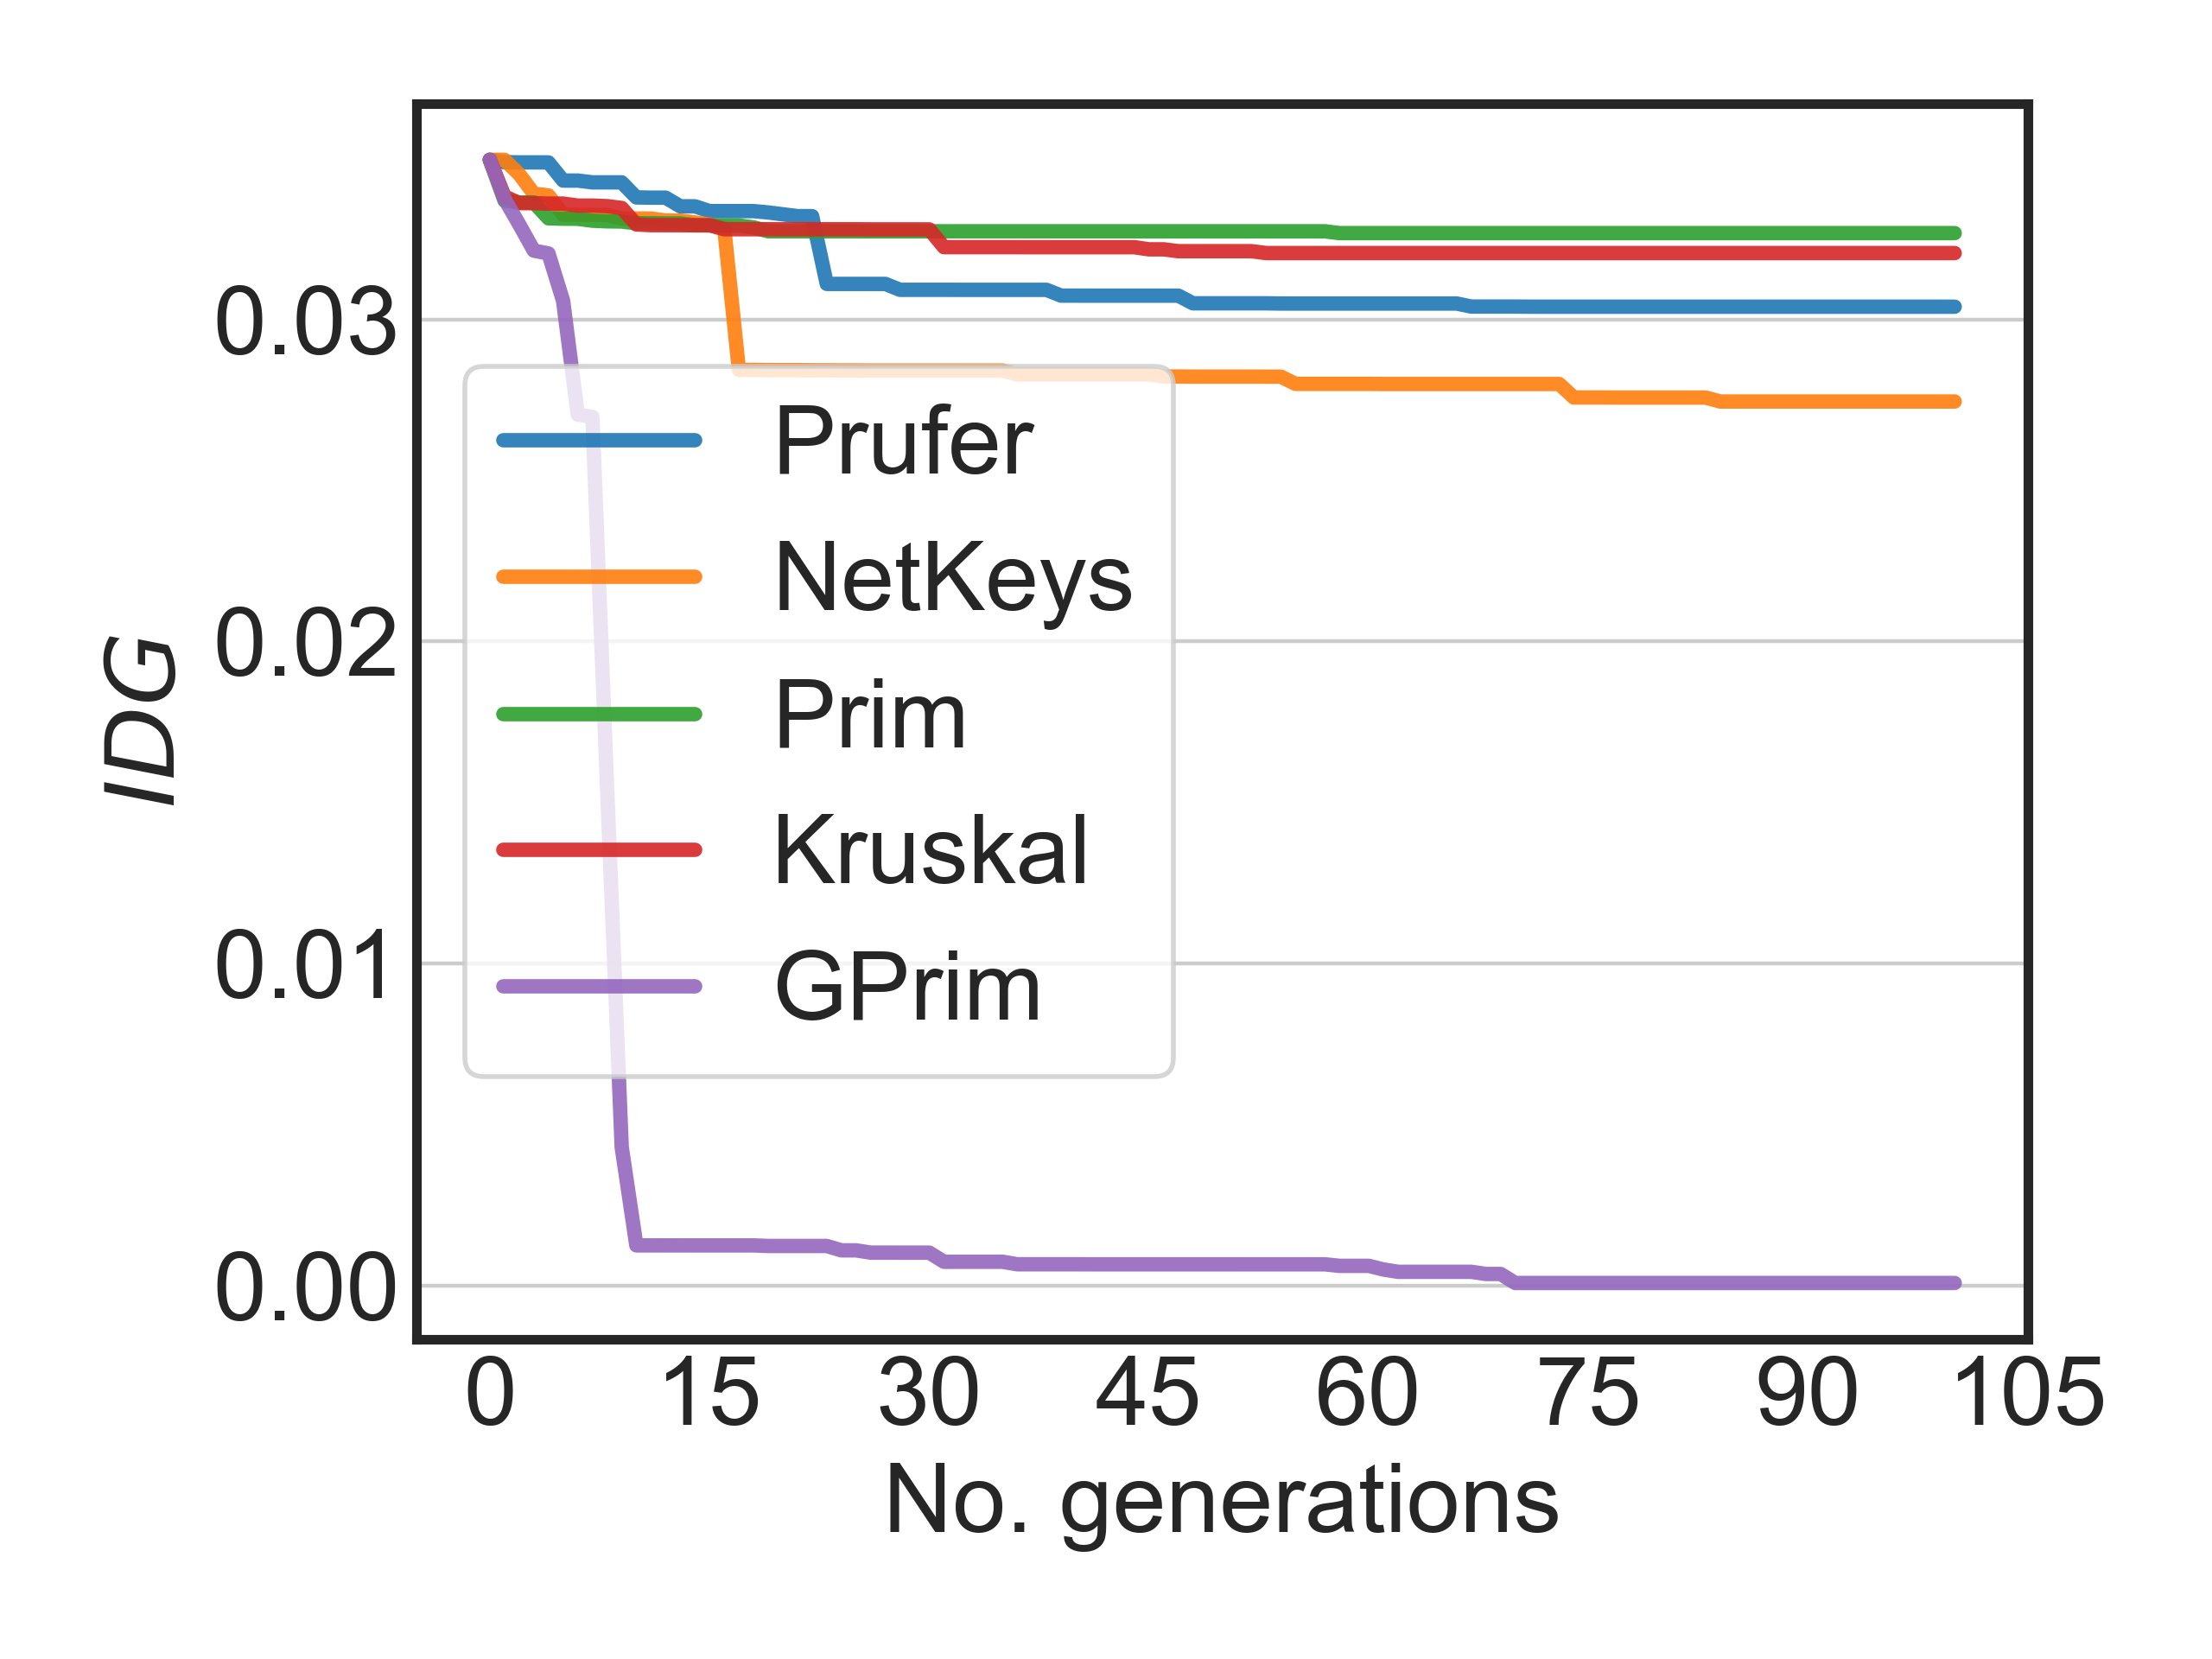 IDG
0.03
0.02
0.01
0.00
Prufer
NetKeys
Prim
Kruskal
GPrim
0 15 30 45 60 75 90 105
No. generations